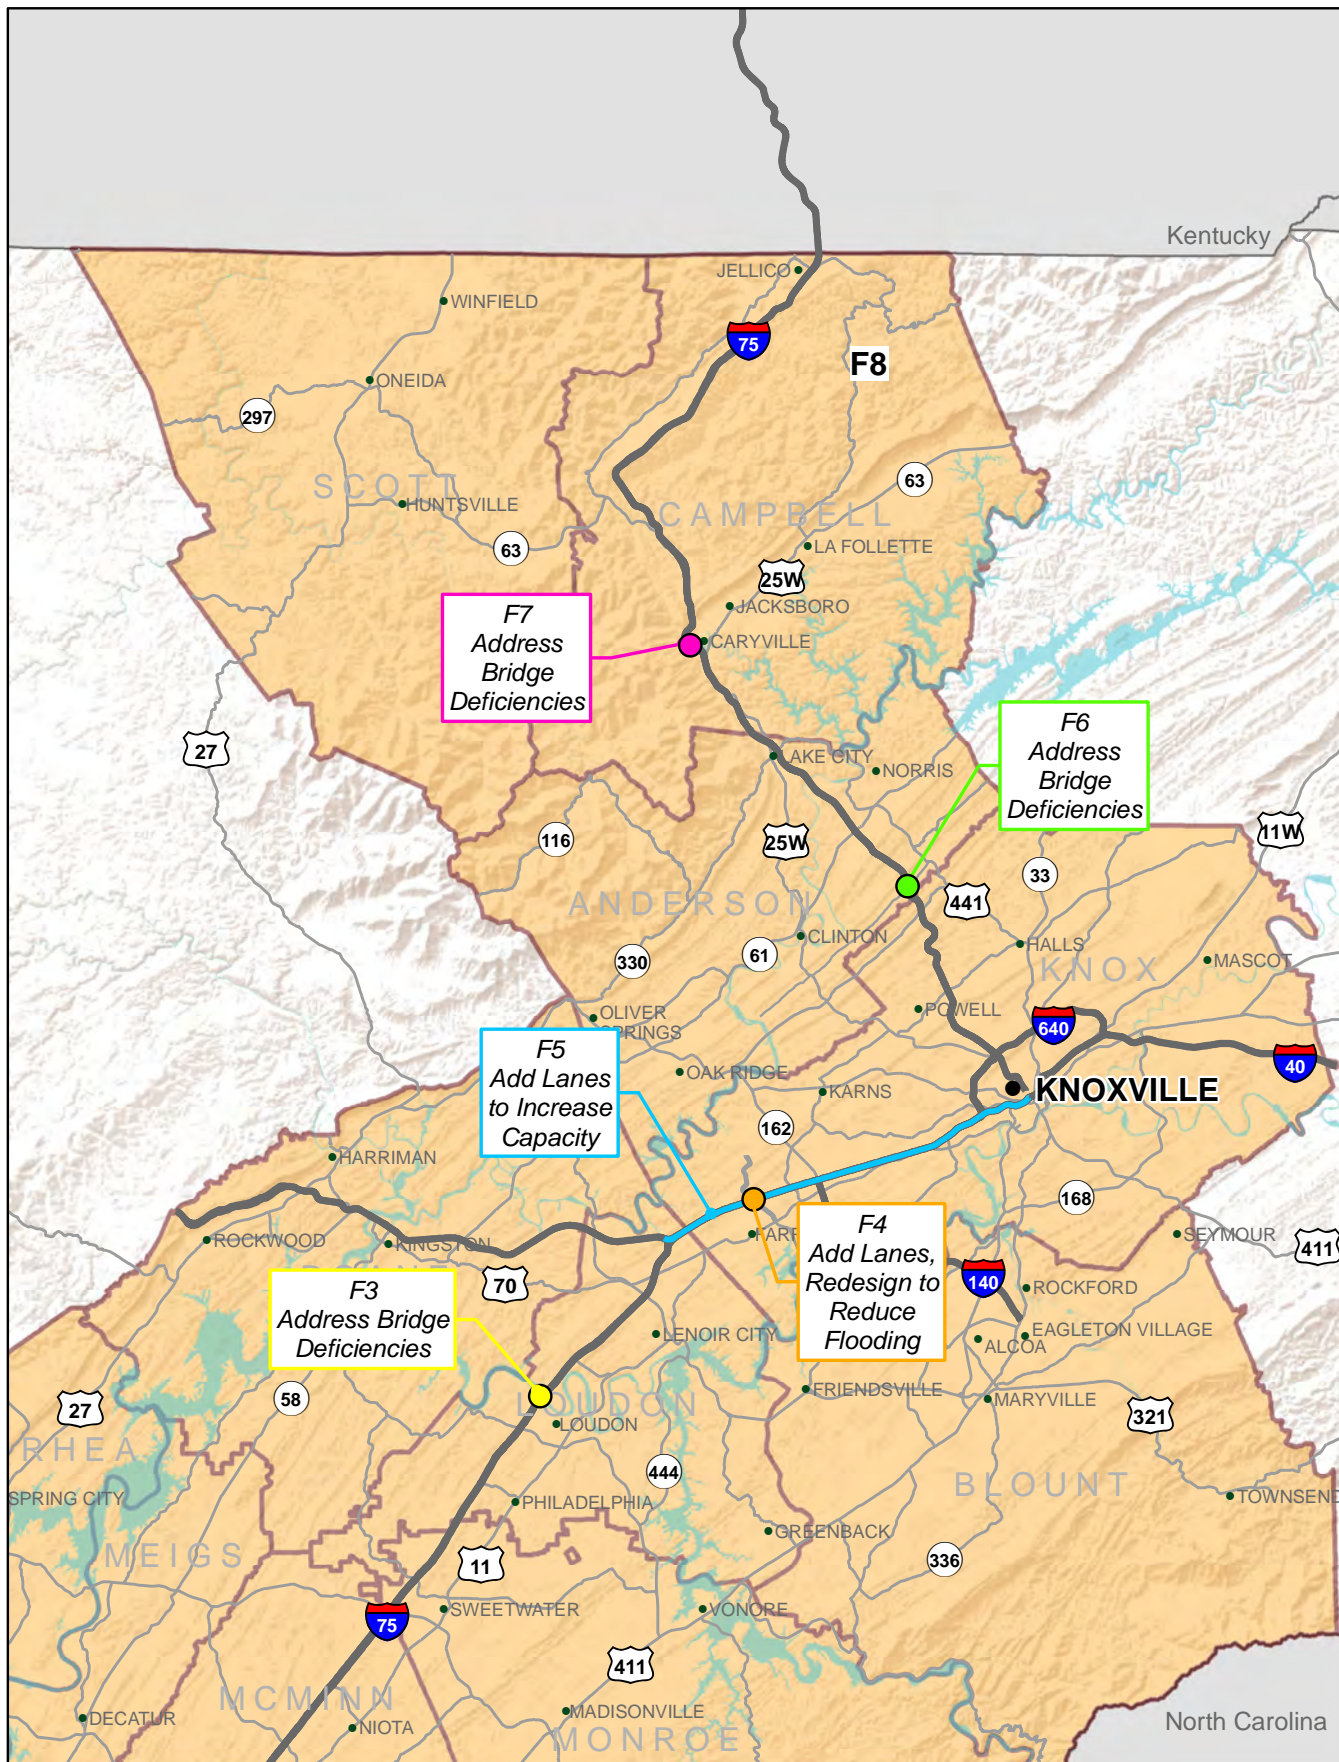 Kentucky
JELLICO
WINFIELD
75
F8
ONEIDA
297
63
SCOTT
HUNTSVILLE
CAMPBELL
63
LA FOLLETTE
25W
JACKSBORO
F7
Address
Bridge
Deficiencies
CARYVILLE
27
F6
Address
Bridge
Deficiencies
LAKE CITY
NORRIS
11W
116
25W
33
441
ANDERSON
CLINTON
HALLS
KNOX
MASCOT
330
61
OLIVER
SPRINGS
POWELL
640
40
F5
Add Lanes
to Increase
Capacity
OAK RIDGE
KARNS
KNOXVILLE
162
HARRIMAN
168
ROCKWOOD
KINGSTON
70
F4
Add Lanes,
Redesign to
Reduce
Flooding
SEYMOUR
411
140
ROCKFORD
F3
Address Bridge
Deficiencies
LENOIR CITY
EAGLETON VILLAGE
ALCOA
FRIENDSVILLE
MARYVILLE
27
58
LOUDON
LOUDON
321
RHEA
444
BLOUNT
SPRING CITY
PHILADELPHIA
TOWNSEND
GREENBACK
MEIGS
11
336
SWEETWATER
VONORE
75
411
MCMINN
DECATUR
NIOTA
MADISONVILLE
MONROE
North Carolina